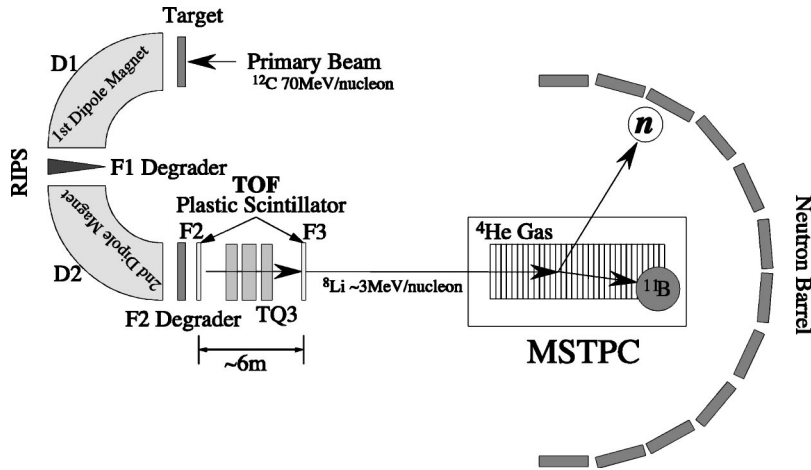 Target
D1
1st Dipole Magnet
Primary Beam
¹²C 70MeV/nucleon
RIPS
F1 Degrader
TOF
Plastic Scintillator
2nd Dipole Magnet
D2
F2
F3
F2 Degrader
TQ3
~6m
⁸Li ~3MeV/nucleon
n
⁴He Gas
¹¹B
MSTPC
Neutron Barrel